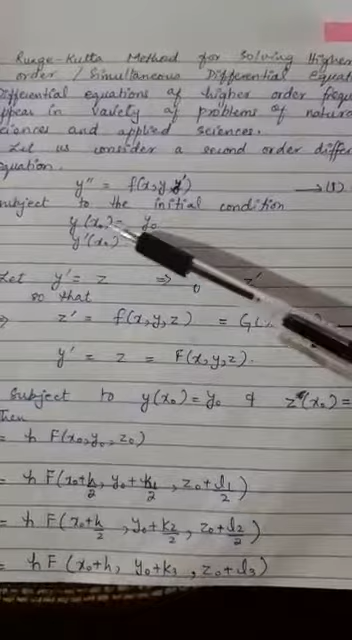 Runge-Kutta Method for Solving Higher
order / Simultaneous Differential Equat
Differential equations of higher order freq
appear in variety of problems of natura
ciences and applied sciences.
Let us consider a second order differ
equation.
y'' = f(x,y,y') →(1)
subject to the initial condition
y(x₀) = y₀
y'(x₀)
Let y' = z ⇒ z'
so that
⇒ z' = f(x,y,z) = G(
y' = z = F(x,y,z).
Subject to y(x₀)=y₀ & z(x₀)=
Then
= h F(x₀,y₀,z₀)
= h F(x₀+h/2, y₀+k₁/2, z₀+l₁/2)
= h F(x₀+h/2, y₀+k₂/2, z₀+l₂/2)
= h F(x₀+h, y₀+k₃, z₀+l₃)